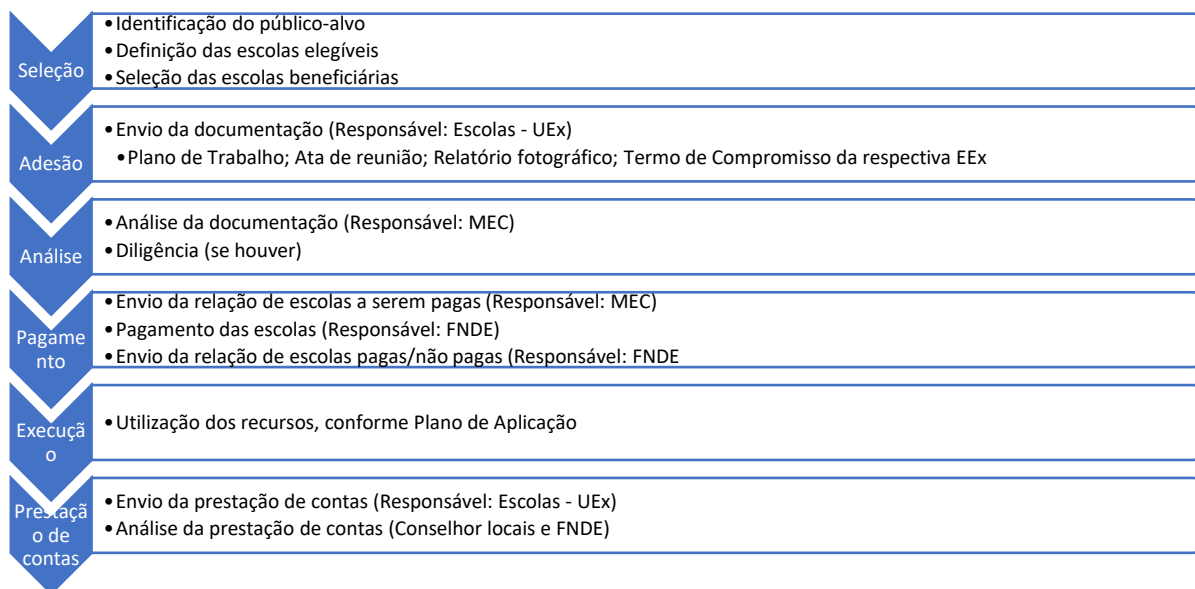 Seleção
•Identificação do público-alvo
•Definição das escolas elegíveis
•Seleção das escolas beneficiárias
Adesão
•Envio da documentação (Responsável: Escolas - UEx)
•Plano de Trabalho; Ata de reunião; Relatório fotográfico; Termo de Compromisso da respectiva EEx
Análise
•Análise da documentação (Responsável: MEC)
•Diligência (se houver)
Pagame
nto
•Envio da relação de escolas a serem pagas (Responsável: MEC)
•Pagamento das escolas (Responsável: FNDE)
•Envio da relação de escolas pagas/não pagas (Responsável: FNDE
Execuçã
o
•Utilização dos recursos, conforme Plano de Aplicação
Prestaçã
o de
contas
•Envio da prestação de contas (Responsável: Escolas - UEx)
•Análise da prestação de contas (Conselhor locais e FNDE)